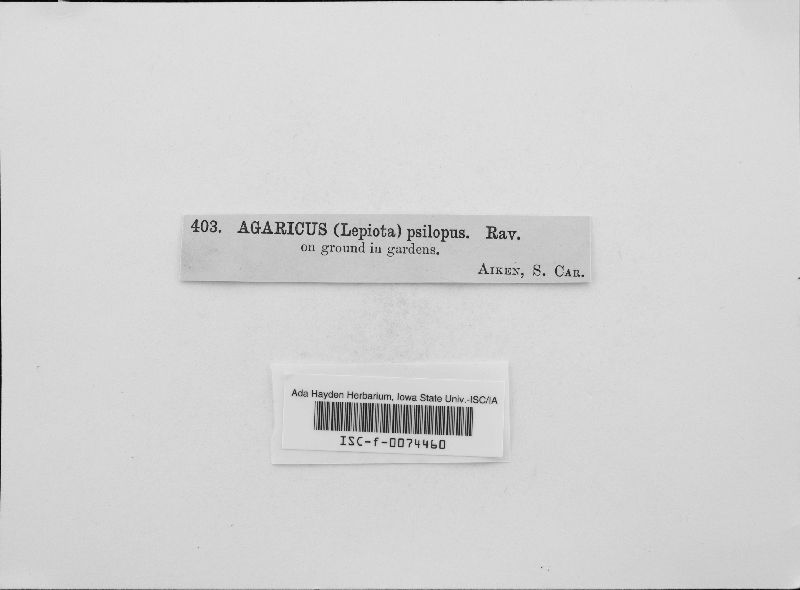 403. AGARICUS (Lepiota) psilopus. Rav.
on ground in gardens.
AIKEN, S. CAR.
Ada Hayden Herbarium, Iowa State Univ.-ISC/IA
ISC-f-0074460